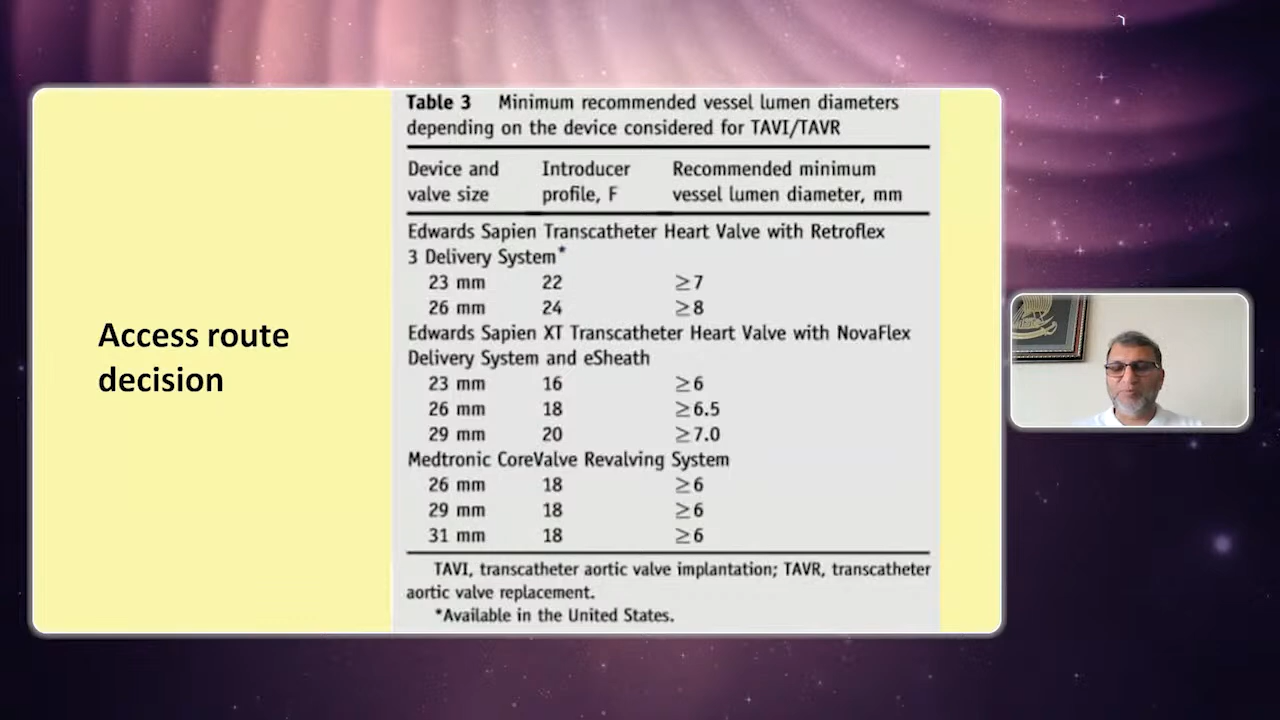 Access route
decision
Table 3 Minimum recommended vessel lumen diameters
depending on the device considered for TAVI/TAVR
Device and Introducer Recommended minimum
valve size profile, F vessel lumen diameter, mm
Edwards Sapien Transcatheter Heart Valve with Retroflex
3 Delivery System*
23 mm 22 ≥7
26 mm 24 ≥8
Edwards Sapien XT Transcatheter Heart Valve with NovaFlex
Delivery System and eSheath
23 mm 16 ≥6
26 mm 18 ≥6.5
29 mm 20 ≥7.0
Medtronic CoreValve Revalving System
26 mm 18 ≥6
29 mm 18 ≥6
31 mm 18 ≥6
TAVI, transcatheter aortic valve implantation; TAVR, transcatheter
aortic valve replacement.
*Available in the United States.